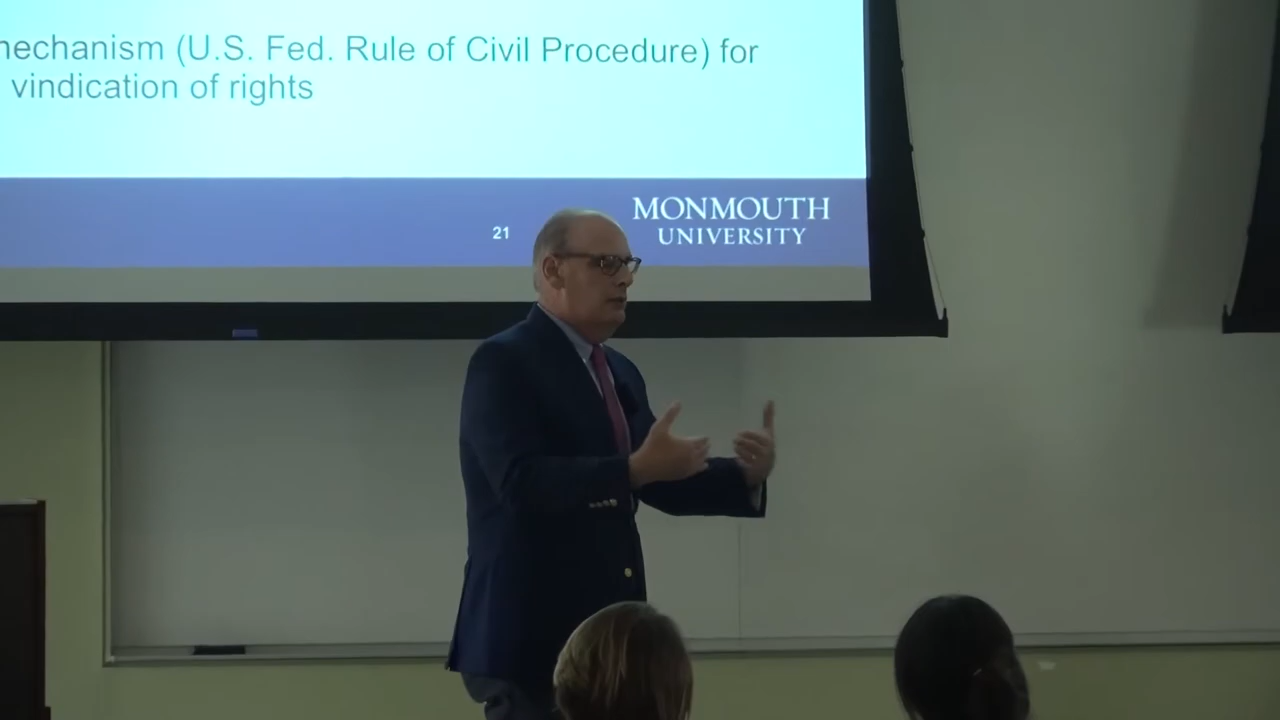 mechanism (U.S. Fed. Rule of Civil Procedure) for
vindication of rights
21
MONMOUTH
UNIVERSITY